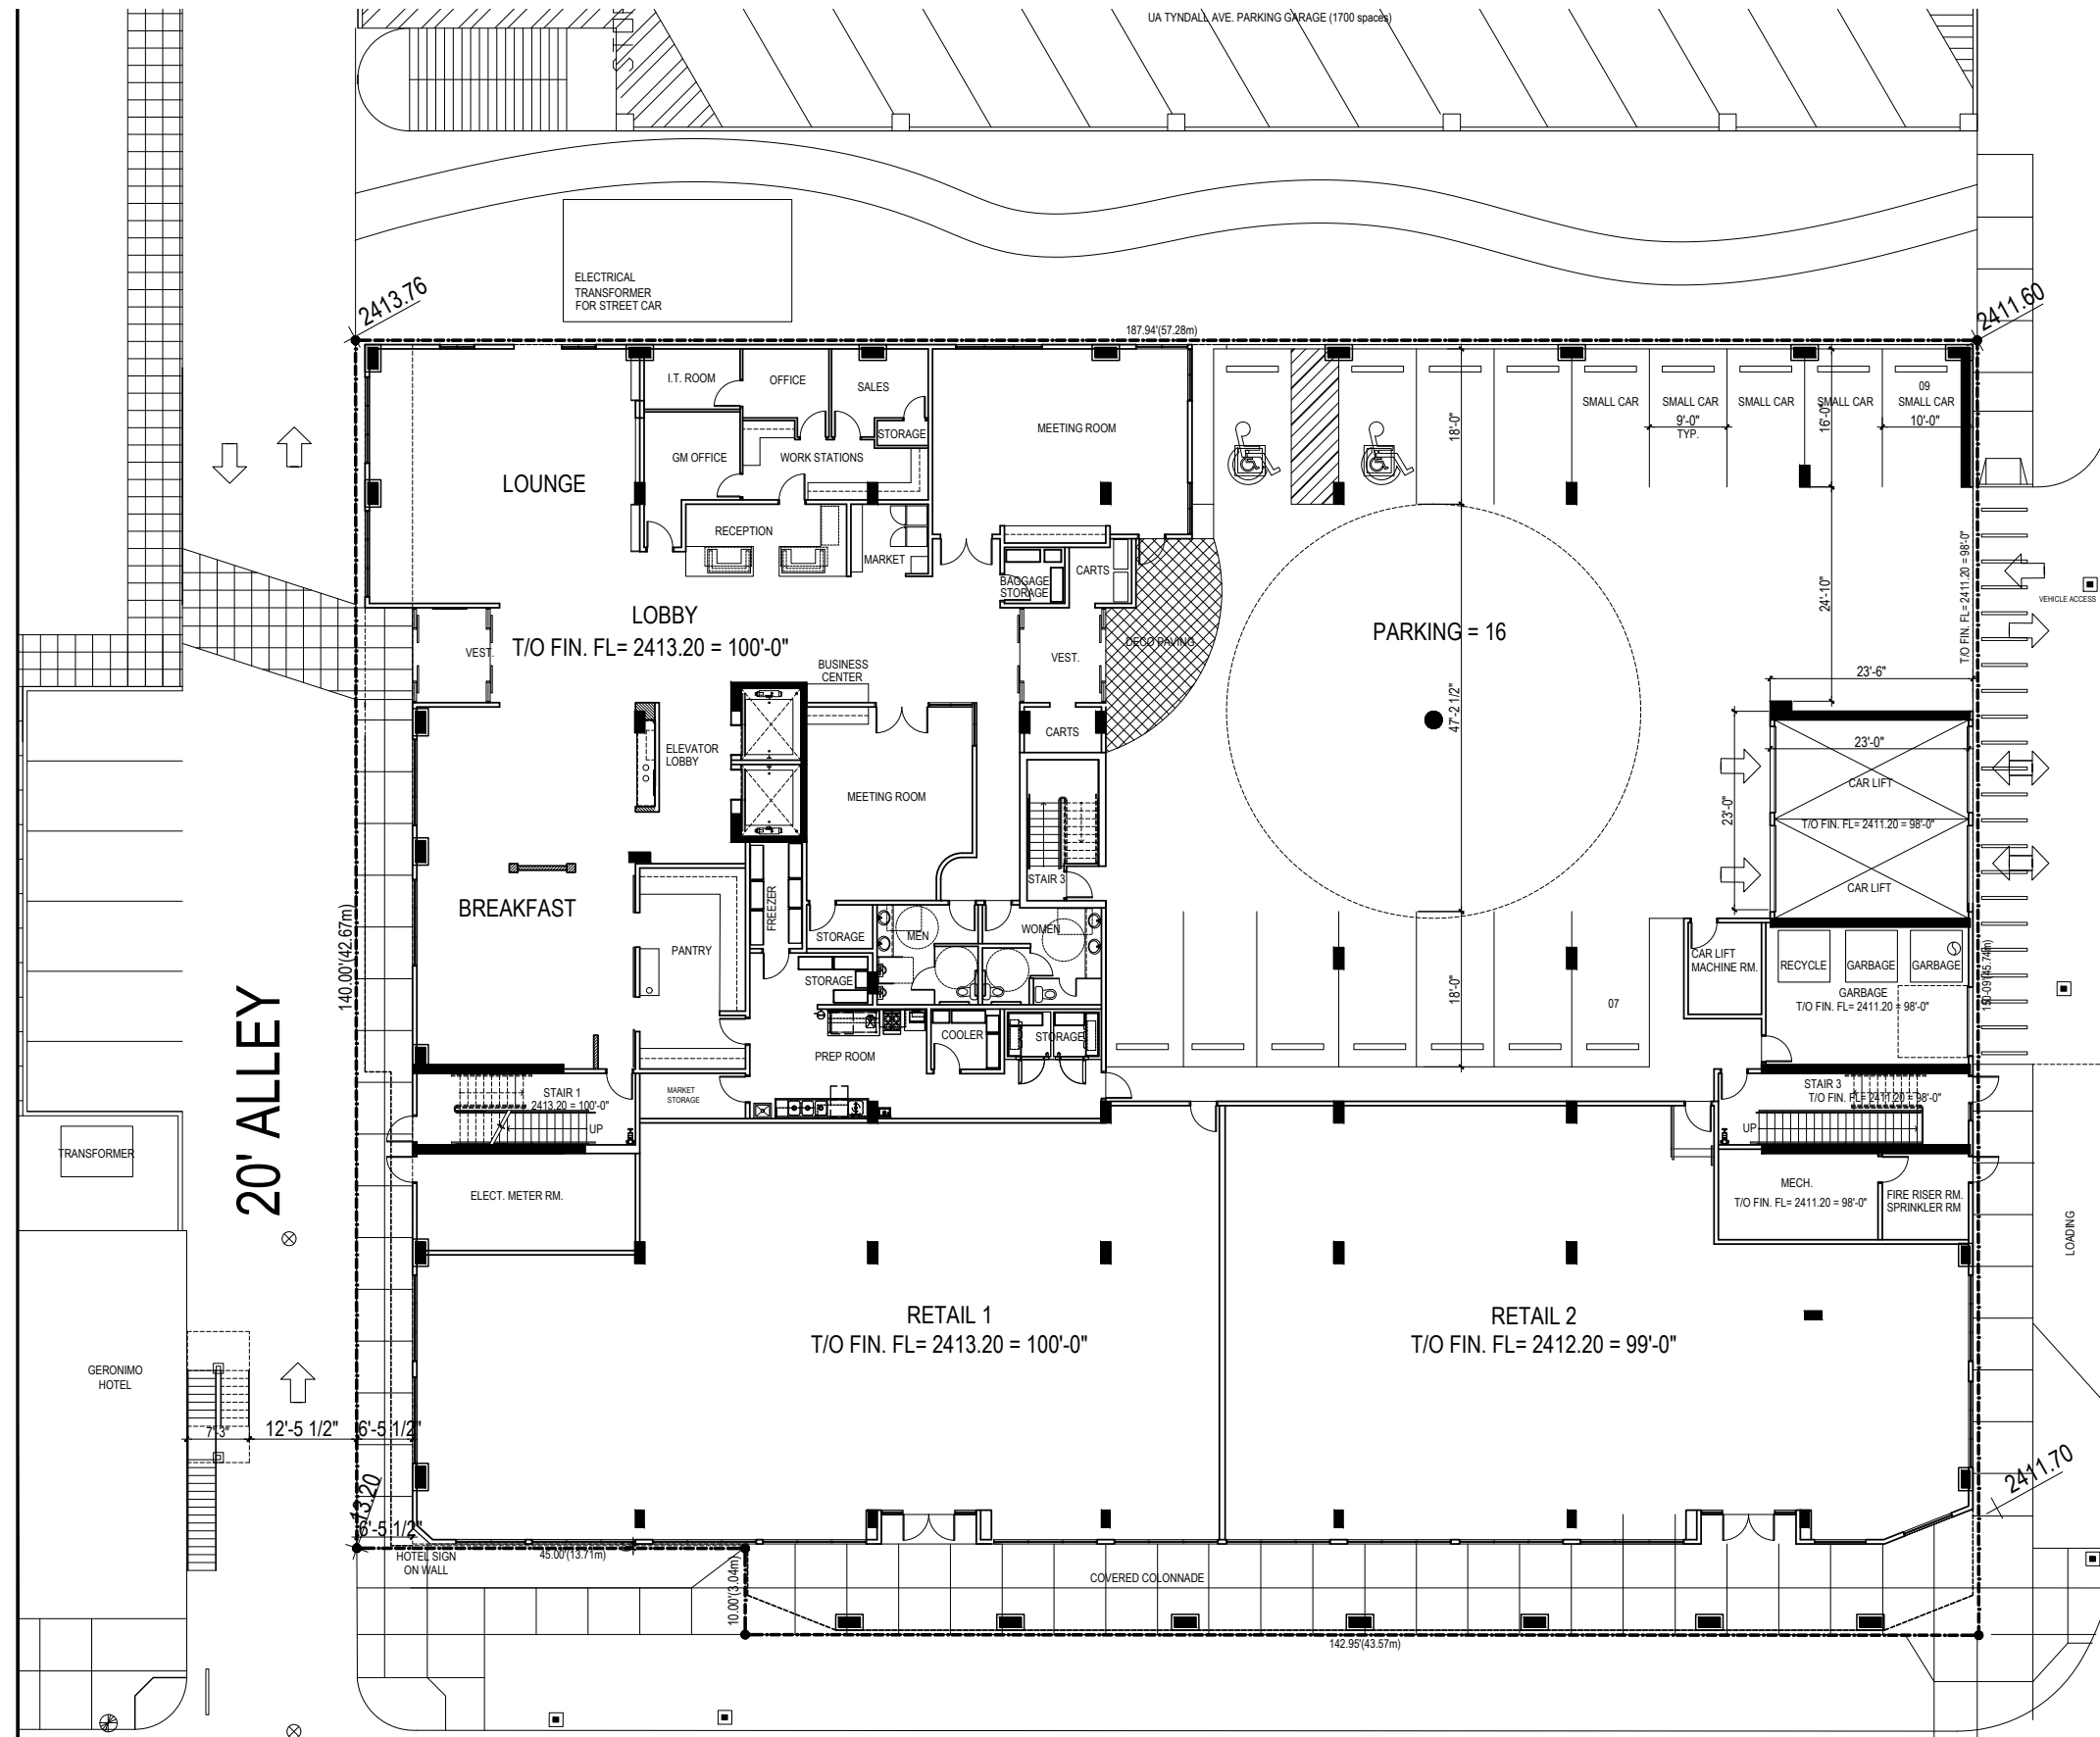 UA TYNDALL AVE. PARKING GARAGE (1700 spaces)
ELECTRICAL
TRANSFORMER
FOR STREET CAR
2413.76
187.94'(57.28m)
2411.60
I.T. ROOM
OFFICE
SALES
STORAGE
GM OFFICE
WORK STATIONS
MEETING ROOM
LOUNGE
RECEPTION
MARKET
18'-0"
SMALL CAR
SMALL CAR
SMALL CAR
SMALL CAR
09
SMALL CAR
9'-0"
TYP.
16'-0"
10'-0"
BAGGAGE
STORAGE
CARTS
24'-10"
T/O FIN. FL= 2411.20 = 98'-0"
VEHICLE ACCESS
LOBBY
T/O FIN. FL= 2413.20 = 100'-0"
VEST.
VEST.
DECO PAVING
PARKING = 16
BUSINESS
CENTER
CARTS
47'-2 1/2"
23'-6"
23'-0"
CAR LIFT
23'-0"
T/O FIN. FL= 2411.20 = 98'-0"
CAR LIFT
ELEVATOR
LOBBY
MEETING ROOM
STAIR 3
BREAKFAST
FREEZER
PANTRY
STORAGE
MEN
WOMEN
STORAGE
140.00'(42.67m)
20' ALLEY
CAR LIFT
MACHINE RM.
RECYCLE
GARBAGE
GARBAGE
GARBAGE
T/O FIN. FL= 2411.20 = 98'-0"
18'-0"
07
PREP ROOM
COOLER
STORAGE
MARKET
STORAGE
STAIR 1
2413.20 = 100'-0"
UP
STAIR 3
T/O FIN. FL= 2411.20 = 98'-0"
UP
TRANSFORMER
ELECT. METER RM.
MECH.
T/O FIN. FL= 2411.20 = 98'-0"
FIRE RISER RM.
SPRINKLER RM
LOADING
RETAIL 1
T/O FIN. FL= 2413.20 = 100'-0"
RETAIL 2
T/O FIN. FL= 2412.20 = 99'-0"
GERONIMO
HOTEL
7'-3"
12'-5 1/2"
6'-5 1/2"
13.20
6'-5 1/2"
2411.70
HOTEL SIGN
ON WALL
45.00'(13.71m)
10.00'(3.04m)
COVERED COLONNADE
142.95'(43.57m)